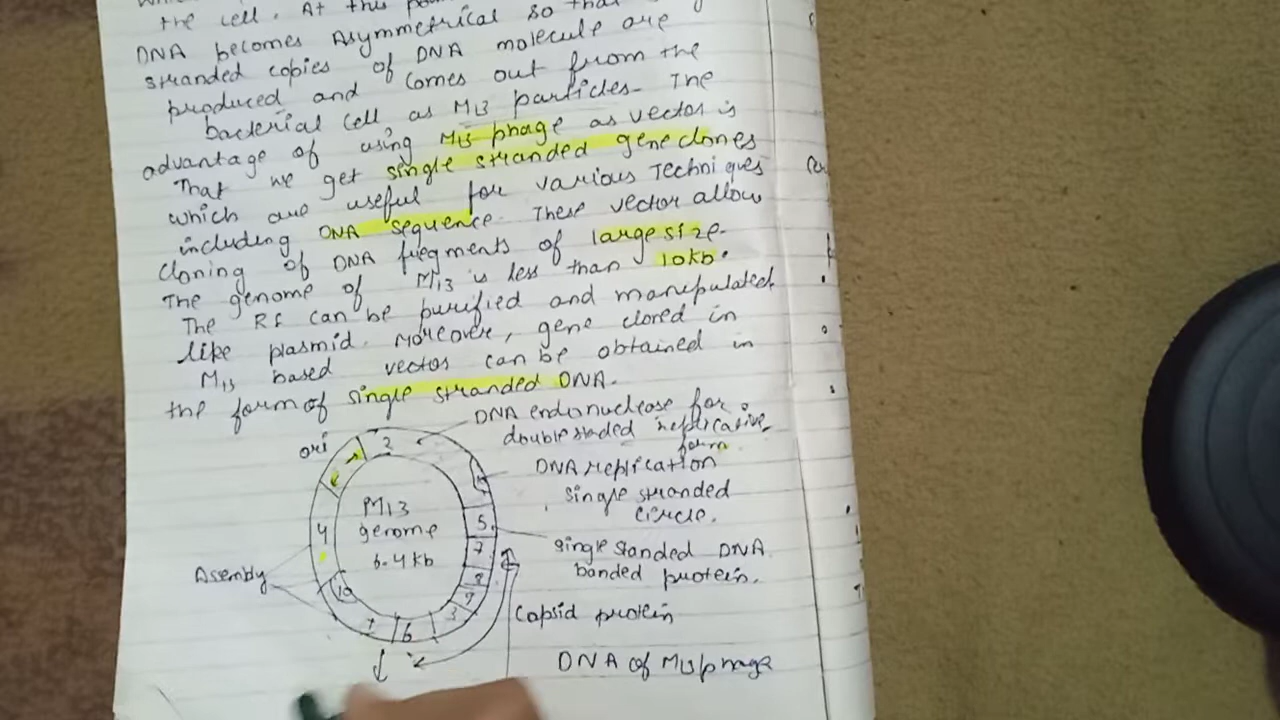 the cell. At this
DNA becomes Asymmetrical so that
stranded copies of DNA molecule are
produced and comes out from the
bacterial cell as M13 particles. The
advantage of using M13 phage as vector is
That we get single stranded gene clones
which are useful for various Techniques
including DNA sequence. These vector allow
cloning of DNA fregments of large size.
The genome of M13 is less than 10kb.
The RF can be purified and manipulated
like plasmid. Moreover, gene clored in
M13 based vectos can be obtained in
the form of single stranded DNA.
DNA endonuclease for
double staded replicative
form
ori
2
DNA replication
single stranded
circle.
M13
genome
6.4kb
4
5
7
8
9
3
6
1
10
single standed DNA
banded protein.
Asembly
Capsid protein
DNA of M13 phage